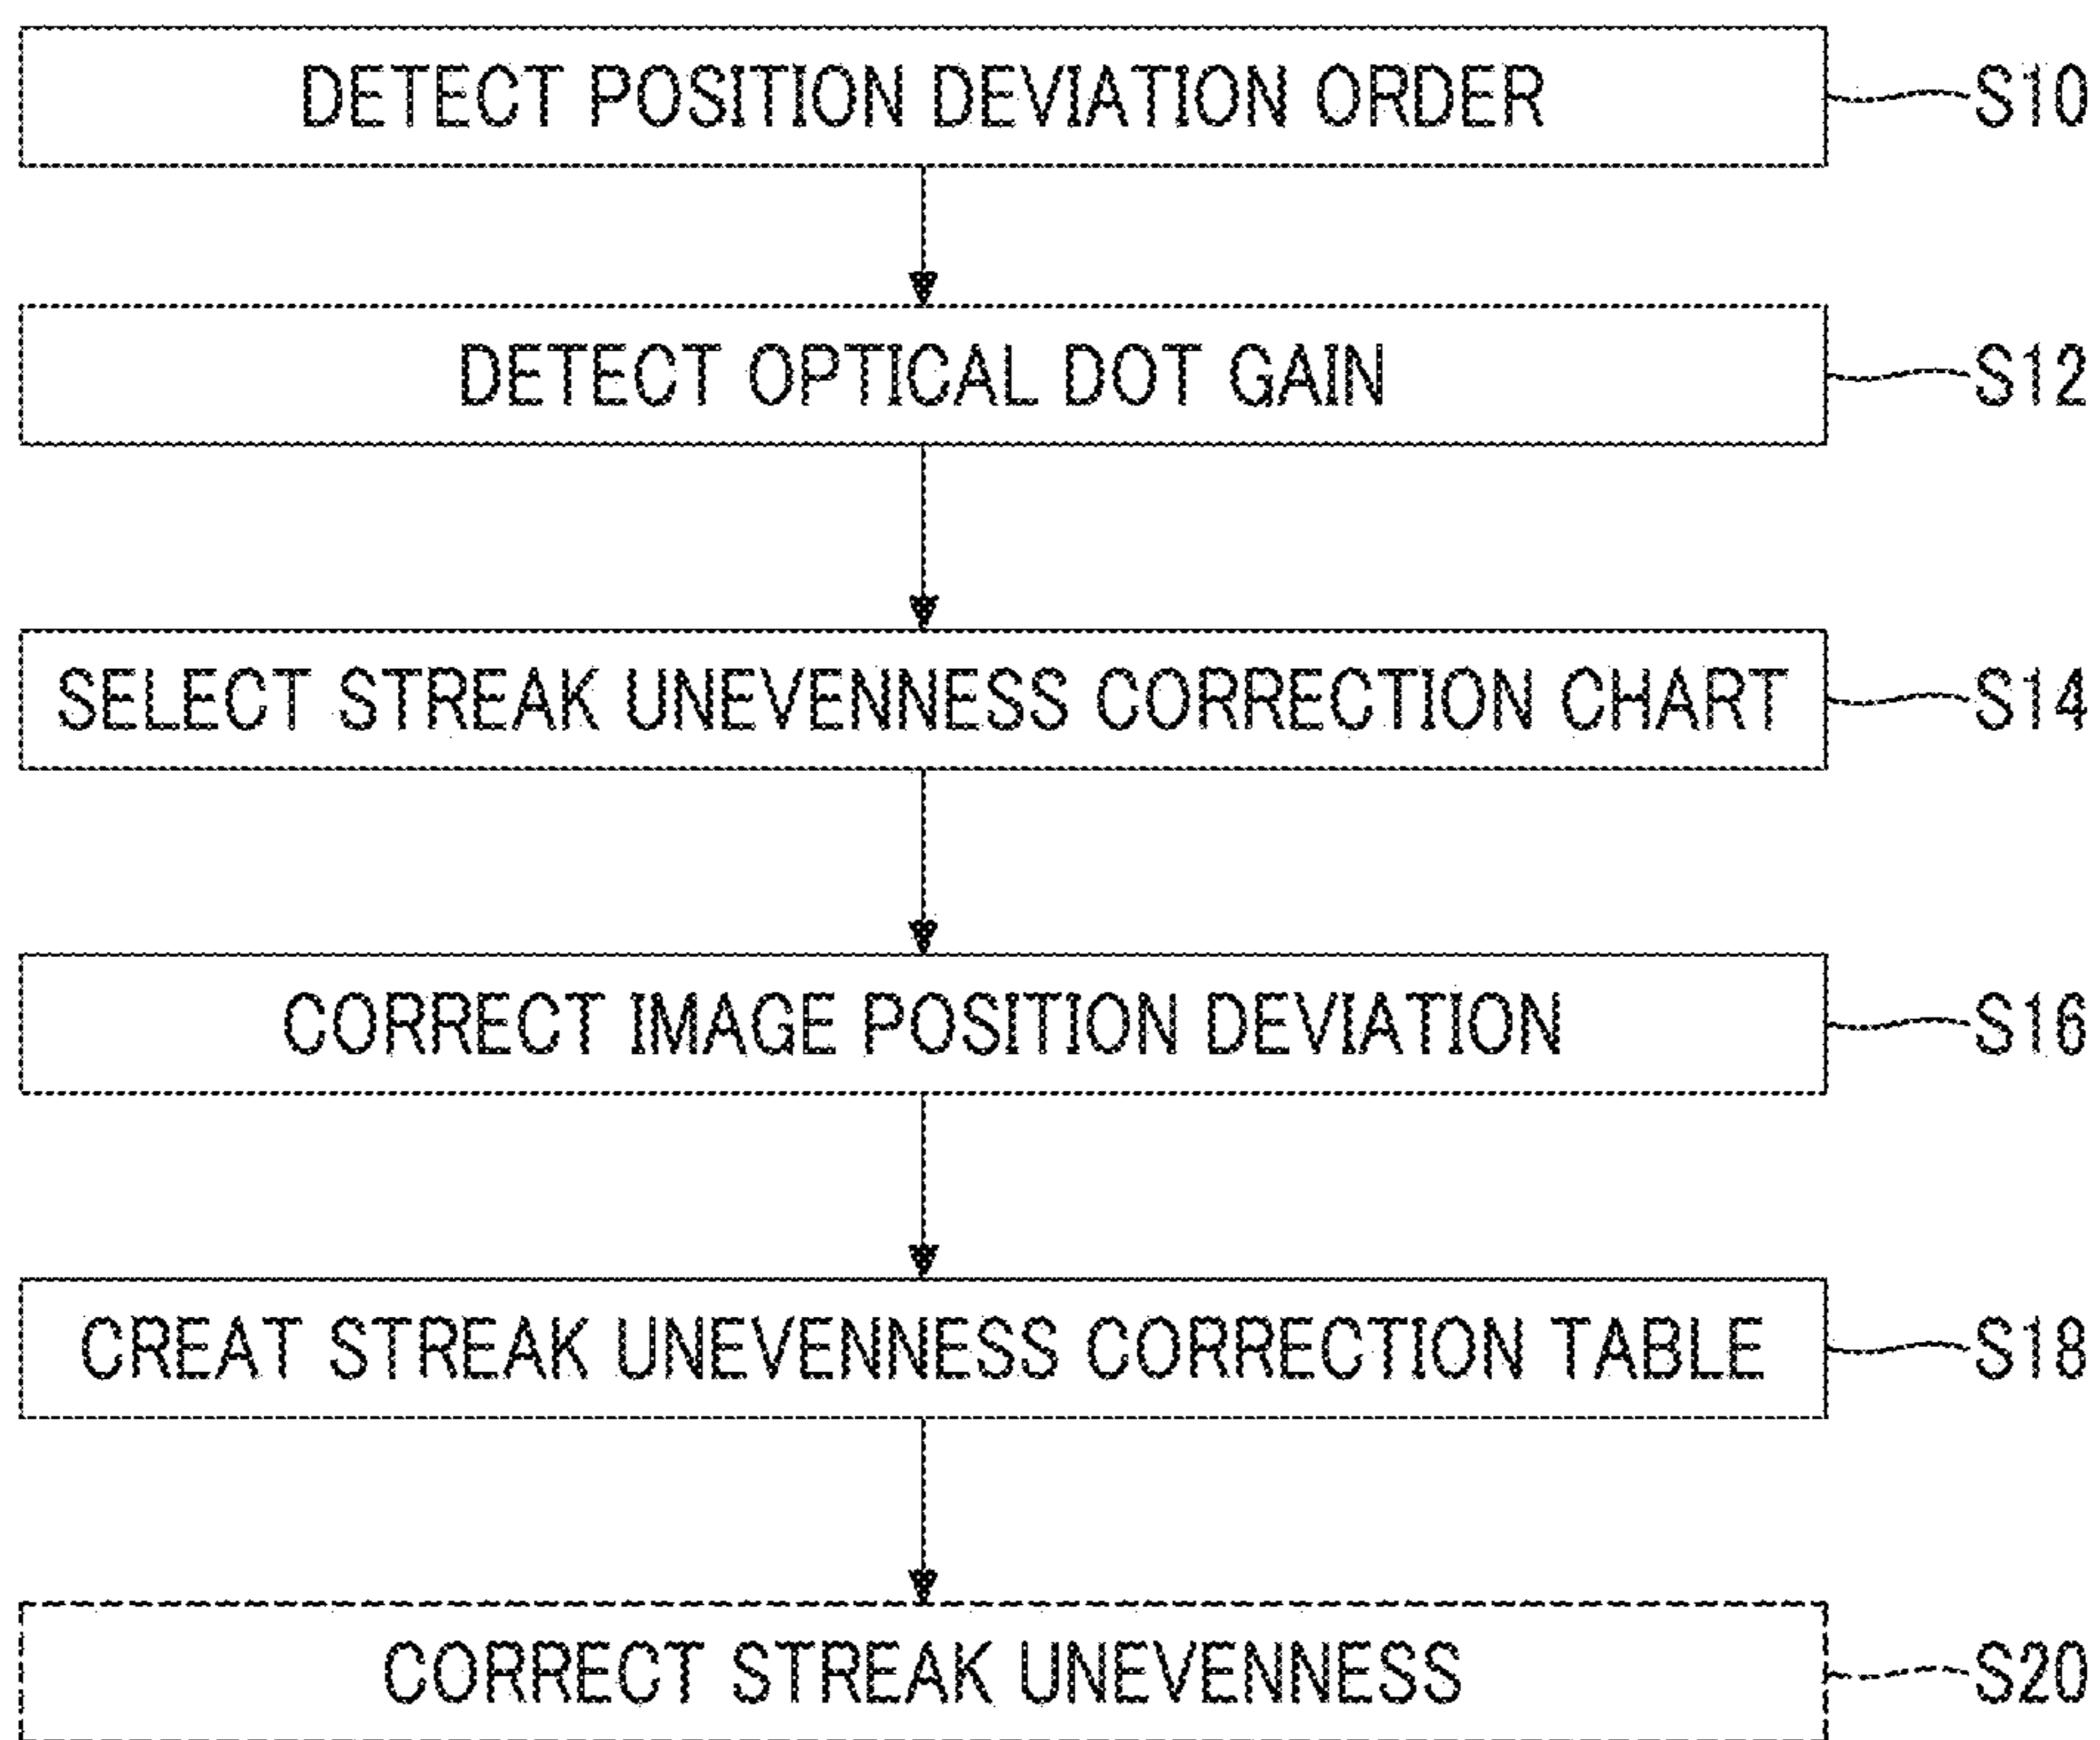 DETECT POSITION DEVIATION ORDER S10
DETECT OPTICAL DOT GAIN S12
SELECT STREAK UNEVENNESS CORRECTION CHART S14
CORRECT IMAGE POSITION DEVIATION S16
CREAT STREAK UNEVENNESS CORRECTION TABLE S18
CORRECT STREAK UNEVENNESS S20